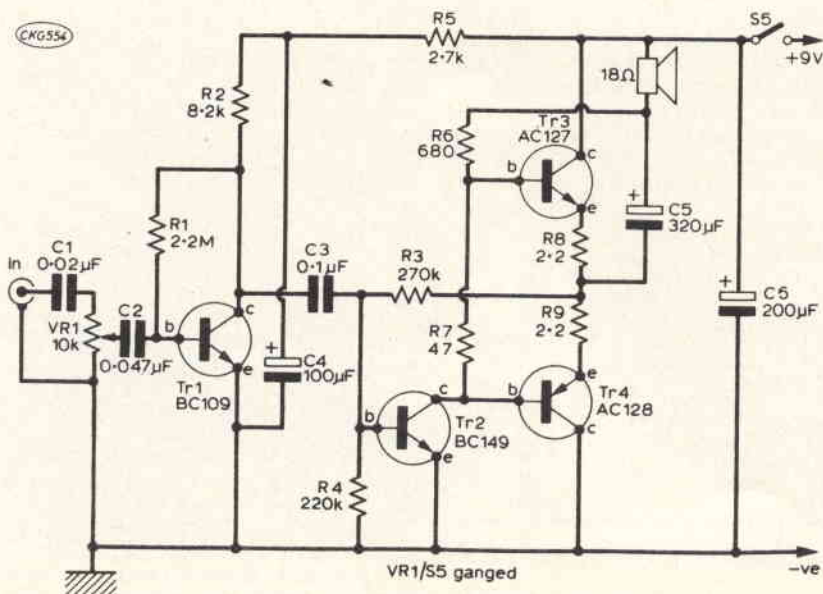 CKG554
R5
2·7k
S5
+9V
R2
8·2k
18Ω
Tr3
AC127
R6
680
b
c
e
+
C5
320µF
R1
2·2M
C1
0·02µF
In
VR1
10k
C2
0·047µF
b
c
e
Tr1
BC109
C3
0·1µF
R3
270k
R8
2·2
+
C4
100µF
R7
47
R9
2·2
+
C6
200µF
b
e
c
Tr4
AC128
b
c
e
Tr2
BC149
R4
220k
VR1/S5 ganged
-ve